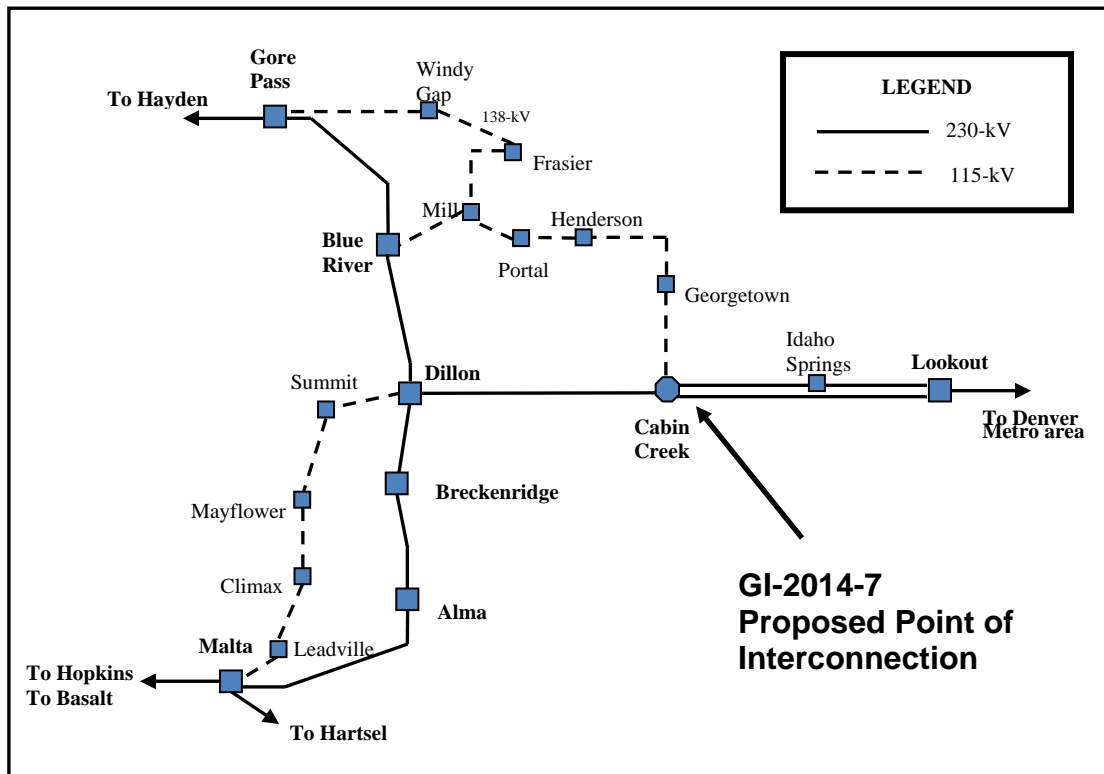 Gore
Pass
Windy
Gap
To Hayden
138-kV
Frasier
LEGEND
230-kV
115-kV
Mill
Henderson
Blue
River
Portal
Georgetown
Idaho
Springs
Lookout
Summit
Dillon
Cabin
Creek
To Denver
Metro area
Breckenridge
Mayflower
Climax
Alma
GI-2014-7
Proposed Point of
Interconnection
Malta
Leadville
To Hopkins
To Basalt
To Hartsel